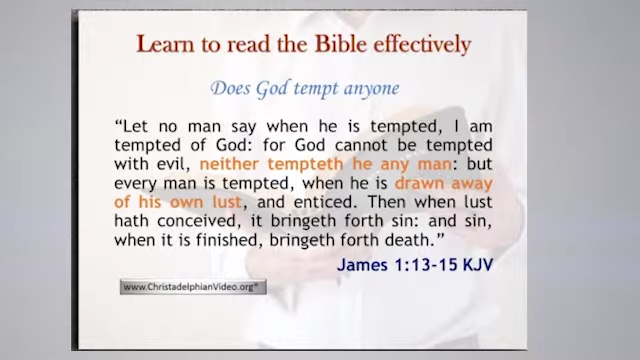 Learn to read the Bible effectively
Does God tempt anyone
“Let no man say when he is tempted, I am
tempted of God: for God cannot be tempted
with evil, neither tempteth he any man: but
every man is tempted, when he is drawn away
of his own lust, and enticed. Then when lust
hath conceived, it bringeth forth sin: and sin,
when it is finished, bringeth forth death.”
James 1:13-15 KJV
www.ChristadelphianVideo.org®